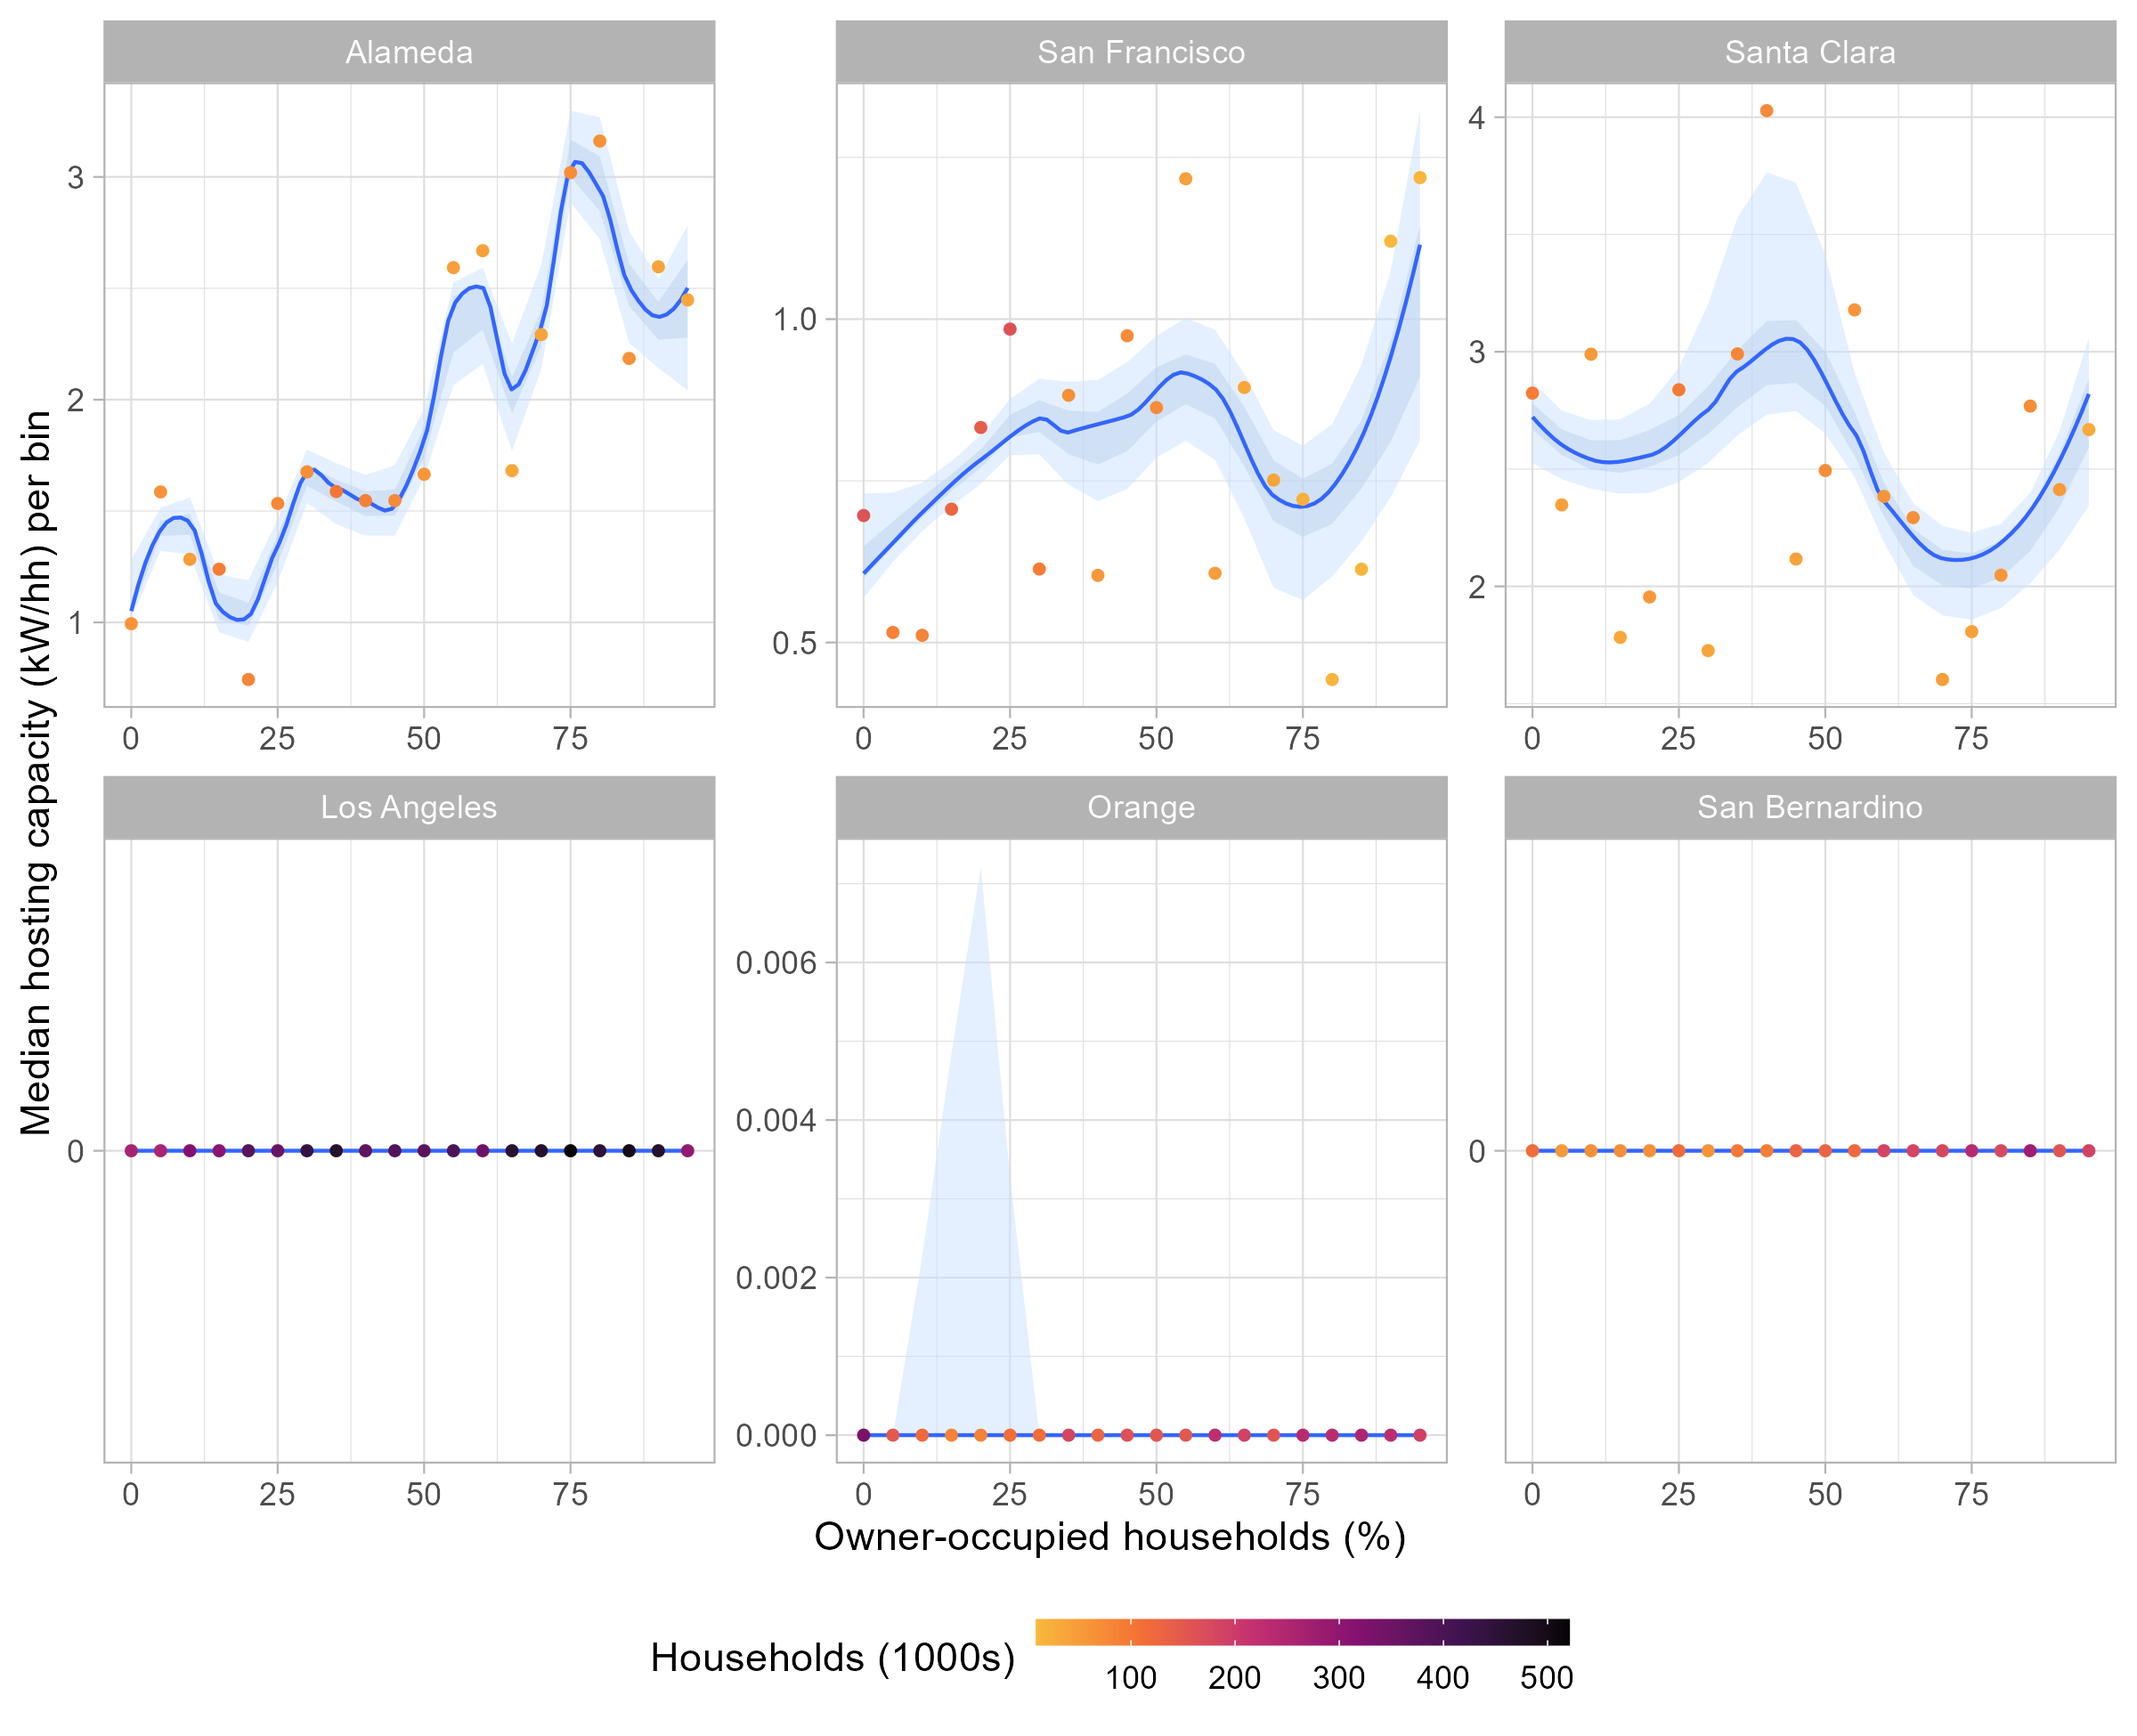 Alameda
San Francisco
Santa Clara
3
2
1
1.0
0.5
4
3
2
0 25 50 75
0 25 50 75
0 25 50 75
Median hosting capacity (kW/hh) per bin
Los Angeles
Orange
San Bernardino
0
0.006
0.004
0.002
0.000
0
0 25 50 75
0 25 50 75
0 25 50 75
Owner-occupied households (%)
Households (1000s)
100 200 300 400 500